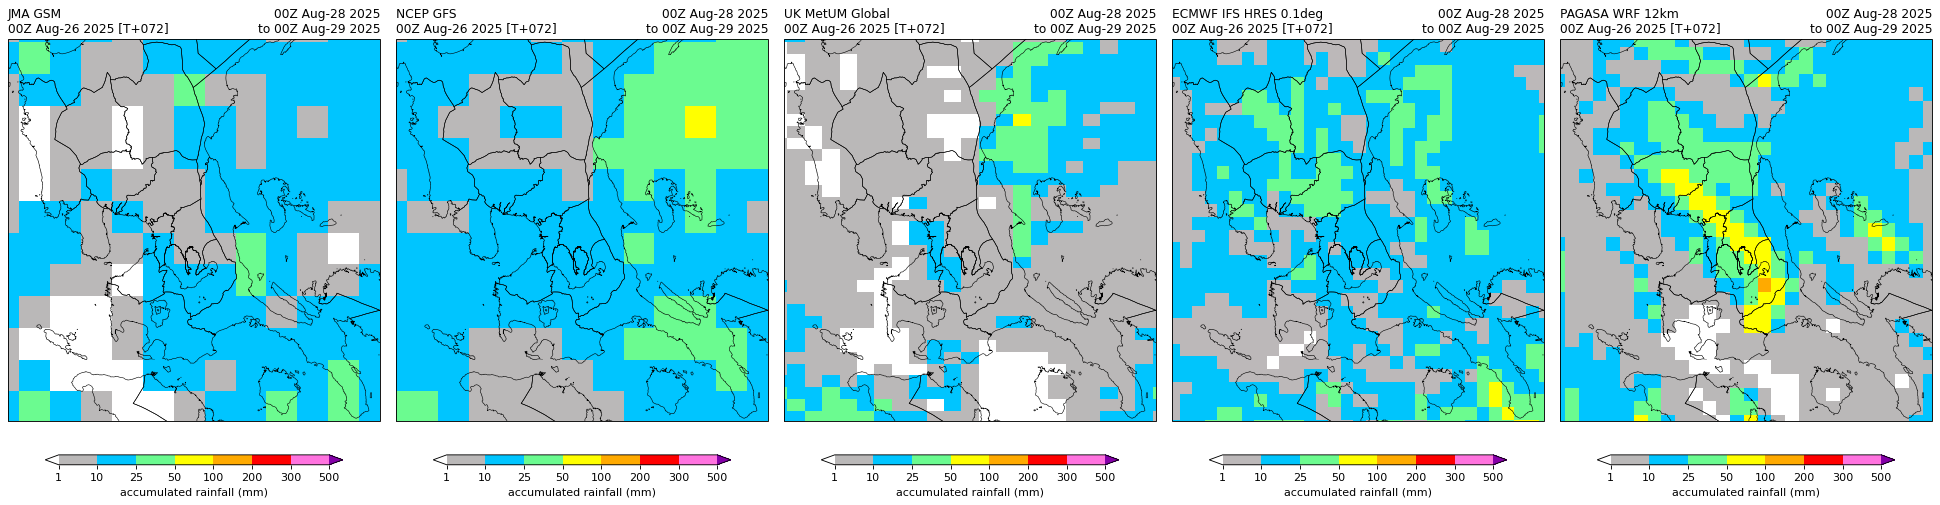 JMA GSM 00Z Aug-28 2025
00Z Aug-26 2025 [T+072] to 00Z Aug-29 2025
NCEP GFS 00Z Aug-28 2025
00Z Aug-26 2025 [T+072] to 00Z Aug-29 2025
UK MetUM Global 00Z Aug-28 2025
00Z Aug-26 2025 [T+072] to 00Z Aug-29 2025
ECMWF IFS HRES 0.1deg 00Z Aug-28 2025
00Z Aug-26 2025 [T+072] to 00Z Aug-29 2025
PAGASA WRF 12km 00Z Aug-28 2025
00Z Aug-26 2025 [T+072] to 00Z Aug-29 2025
1 10 25 50 100 200 300 500
accumulated rainfall (mm)
1 10 25 50 100 200 300 500
accumulated rainfall (mm)
1 10 25 50 100 200 300 500
accumulated rainfall (mm)
1 10 25 50 100 200 300 500
accumulated rainfall (mm)
1 10 25 50 100 200 300 500
accumulated rainfall (mm)